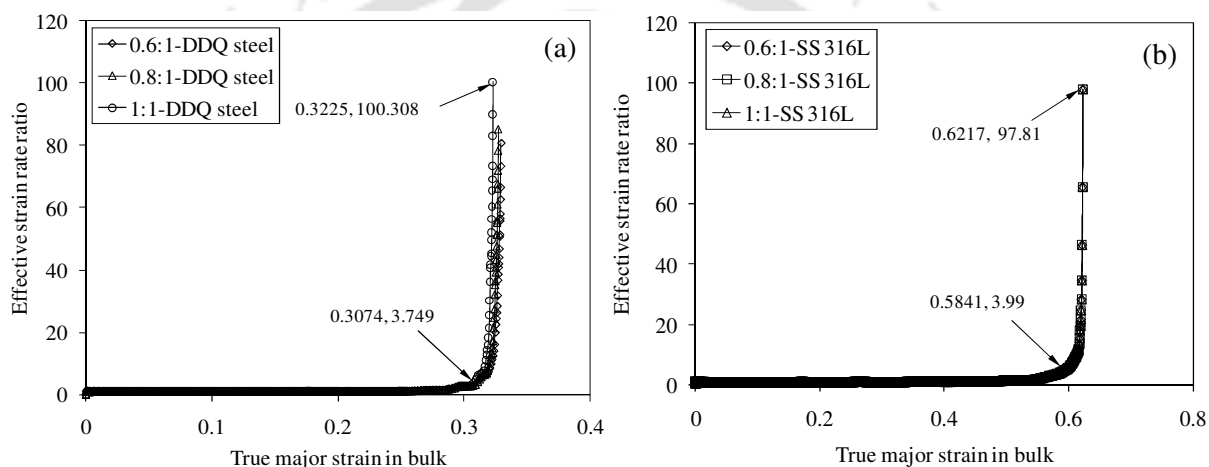 (a)
120
100
80
60
40
20
0
Effective strain rate ratio
0.6:1-DDQ steel
0.8:1-DDQ steel
1:1-DDQ steel
0.3225, 100.308
0.3074, 3.749
0 0.1 0.2 0.3 0.4
True major strain in bulk
(b)
120
100
80
60
40
20
0
Effective strain rate ratio
0.6:1-SS 316L
0.8:1-SS 316L
1:1-SS 316L
0.6217, 97.81
0.5841, 3.99
0 0.2 0.4 0.6 0.8
True major strain in bulk